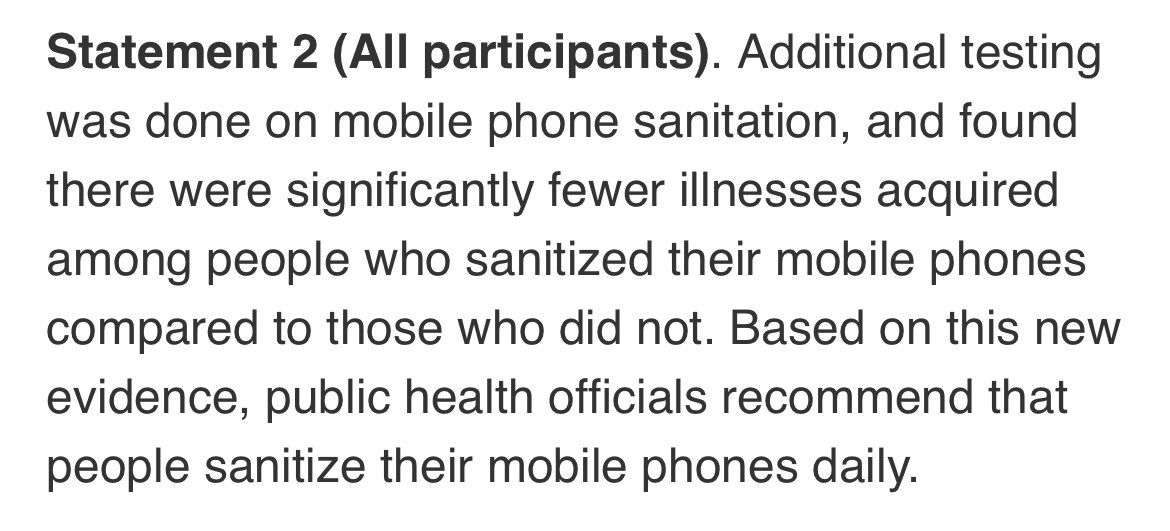 Statement 2 (All participants). Additional testing
was done on mobile phone sanitation, and found
there were significantly fewer illnesses acquired
among people who sanitized their mobile phones
compared to those who did not. Based on this new
evidence, public health officials recommend that
people sanitize their mobile phones daily.